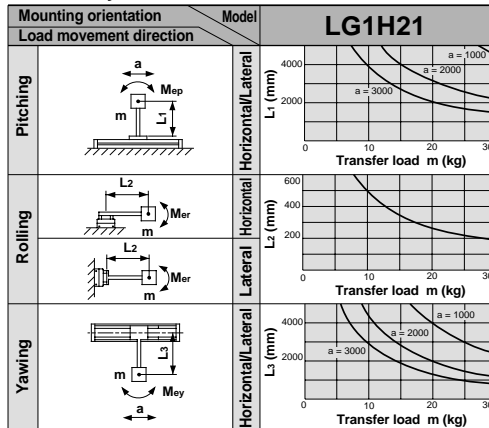 Mounting orientation
Model
Load movement direction
LG1H21
Pitching
a
Mep
m
L1
Horizontal/Lateral
L1 (mm)
4000
2000
a = 1000
a = 2000
a = 3000
0 10 20 30
Transfer load m (kg)
Rolling
L2
Mer
m
Horizontal
L2
Mer
m
Lateral
L2 (mm)
600
400
200
0 10 20 30
Transfer load m (kg)
Yawing
L3
m
Mey
a
Horizontal/Lateral
L3 (mm)
4000
2000
a = 1000
a = 2000
a = 3000
0 10 20 30
Transfer load m (kg)